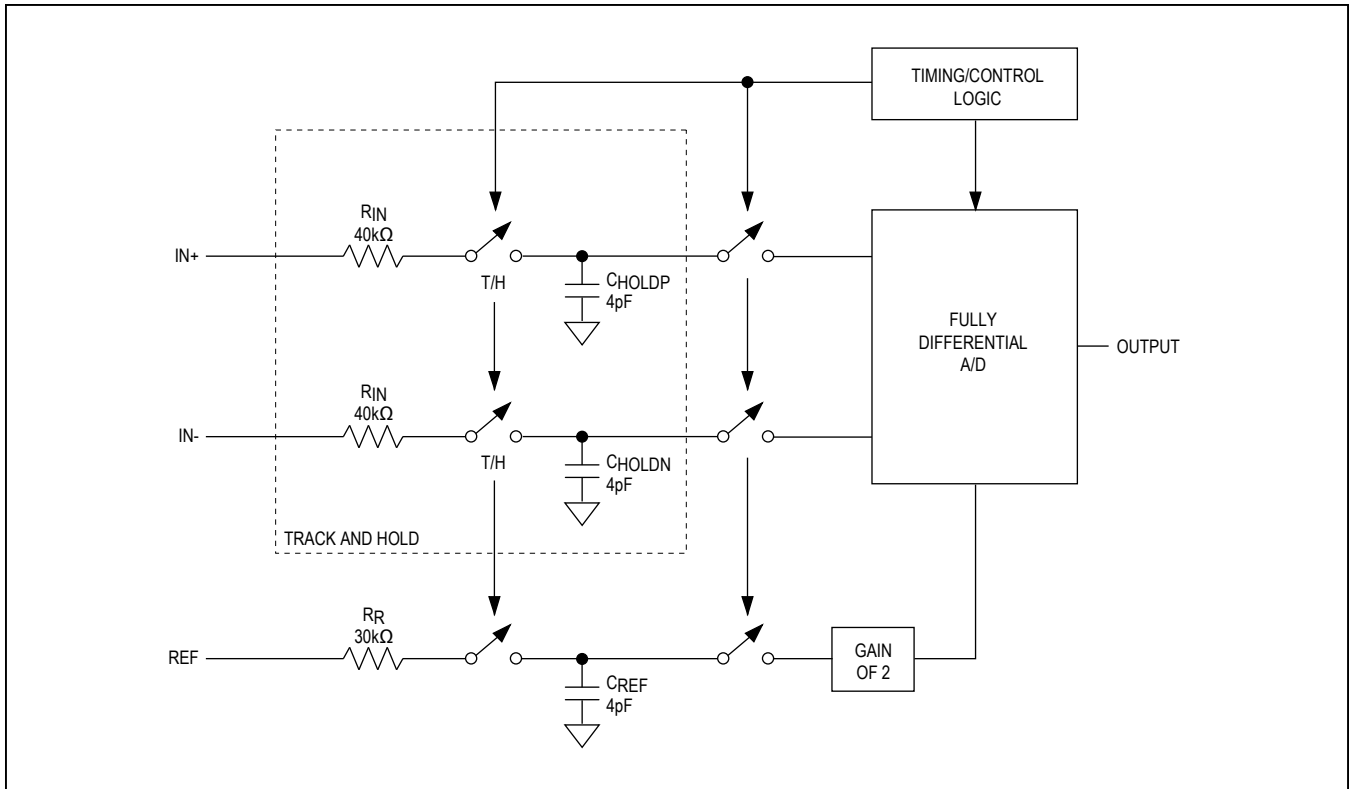 TIMING/CONTROL
LOGIC
RIN
40kΩ
IN+
T/H
CHOLDP
4pF
FULLY
DIFFERENTIAL
A/D
OUTPUT
RIN
40kΩ
IN-
T/H
CHOLDN
4pF
TRACK AND HOLD
RR
30kΩ
REF
CREF
4pF
GAIN
OF 2